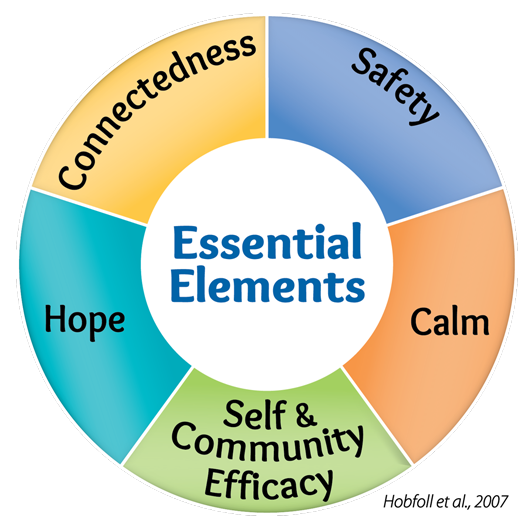 Essential
Elements
Safety
Calm
Self &
Community
Efficacy
Hope
Connectedness
Hobfoll et al., 2007